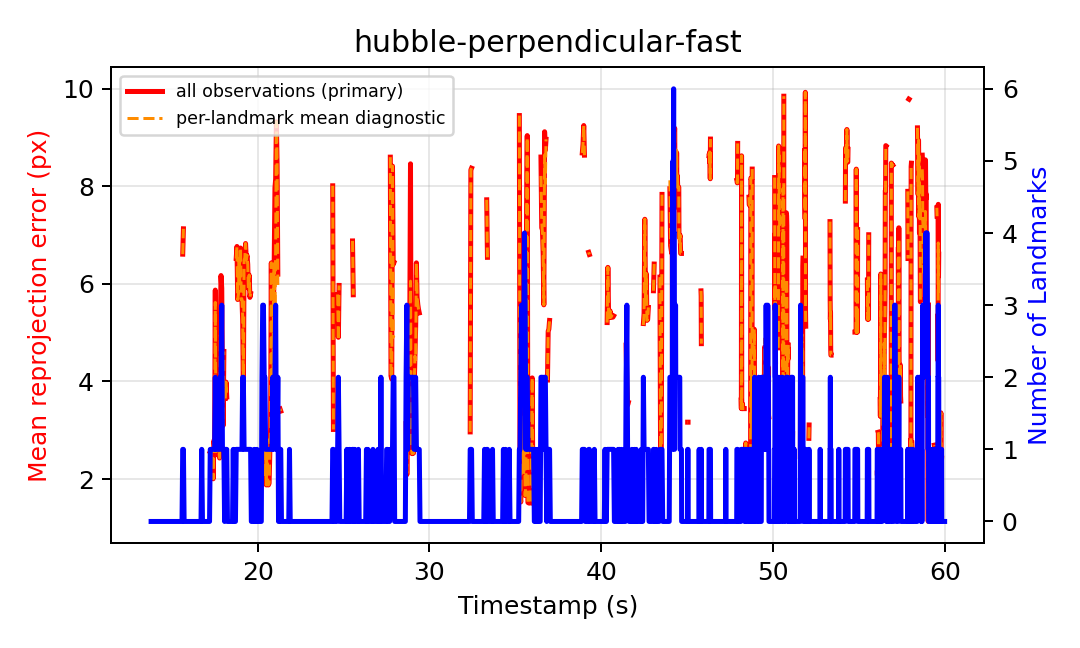 hubble-perpendicular-fast
all observations (primary)
per-landmark mean diagnostic
Mean reprojection error (px)
10
8
6
4
2
Number of Landmarks
6
5
4
3
2
1
0
20
30
40
50
60
Timestamp (s)